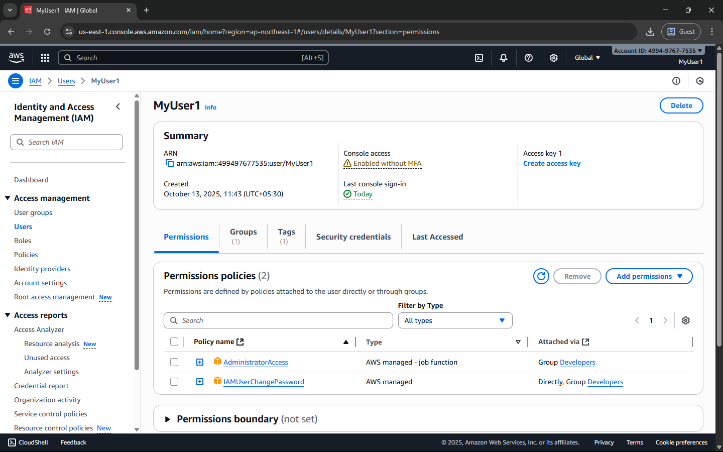 MyUser1 | IAM | Global
us-east-1.console.aws.amazon.com/iam/home?region=ap-northeast-1#/users/details/MyUser1?section=permissions
Guest
aws
Search
[Alt+S]
Global
Account ID: 4994-9767-7535
MyUser1
IAM
Users
MyUser1
Identity and Access Management (IAM)
Search IAM
Dashboard
Access management
User groups
Users
Roles
Policies
Identity providers
Account settings
Root access management New
Access reports
Access Analyzer
Resource analysis New
Unused access
Analyzer settings
Credential report
Organization activity
Service control policies
Resource control policies New
MyUser1 Info
Delete
Summary
ARN
arn:aws:iam::499497677535:user/MyUser1
Console access
Enabled without MFA
Access key 1
Create access key
Created
October 13, 2025, 11:43 (UTC+05:30)
Last console sign-in
Today
Permissions
Groups (1)
Tags (1)
Security credentials
Last Accessed
Permissions policies (2)
Remove
Add permissions
Permissions are defined by policies attached to the user directly or through groups.
Filter by Type
Search
All types
1
Policy name
Type
Attached via
AdministratorAccess
AWS managed - job function
Group Developers
IAMUserChangePassword
AWS managed
Directly, Group Developers
Permissions boundary (not set)
CloudShell
Feedback
© 2025, Amazon Web Services, Inc. or its affiliates.
Privacy
Terms
Cookie preferences